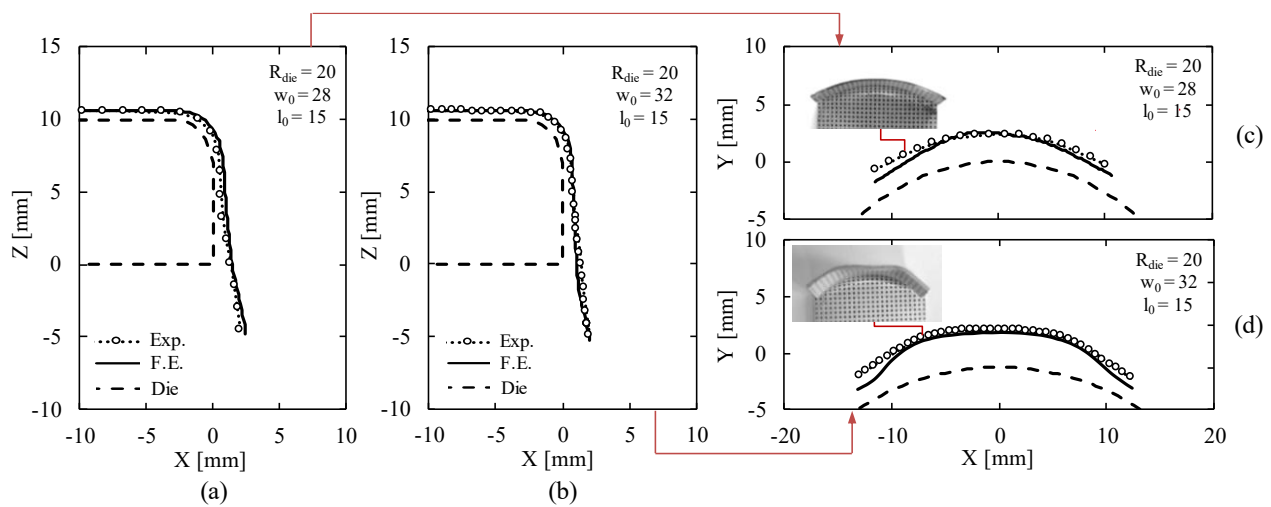 15
10
5
0
-5
-10
-10
-5
0
5
10
Z [mm]
X [mm]
R_die = 20
w_0 = 28
l_0 = 15
Exp.
F.E.
Die
(a)
15
10
5
0
-5
-10
-10
-5
0
5
10
Z [mm]
X [mm]
R_die = 20
w_0 = 32
l_0 = 15
Exp.
F.E.
Die
(b)
10
5
0
-5
Y [mm]
R_die = 20
w_0 = 28
l_0 = 15
(c)
10
5
0
-5
Y [mm]
R_die = 20
w_0 = 32
l_0 = 15
(d)
-20
-10
0
10
20
X [mm]